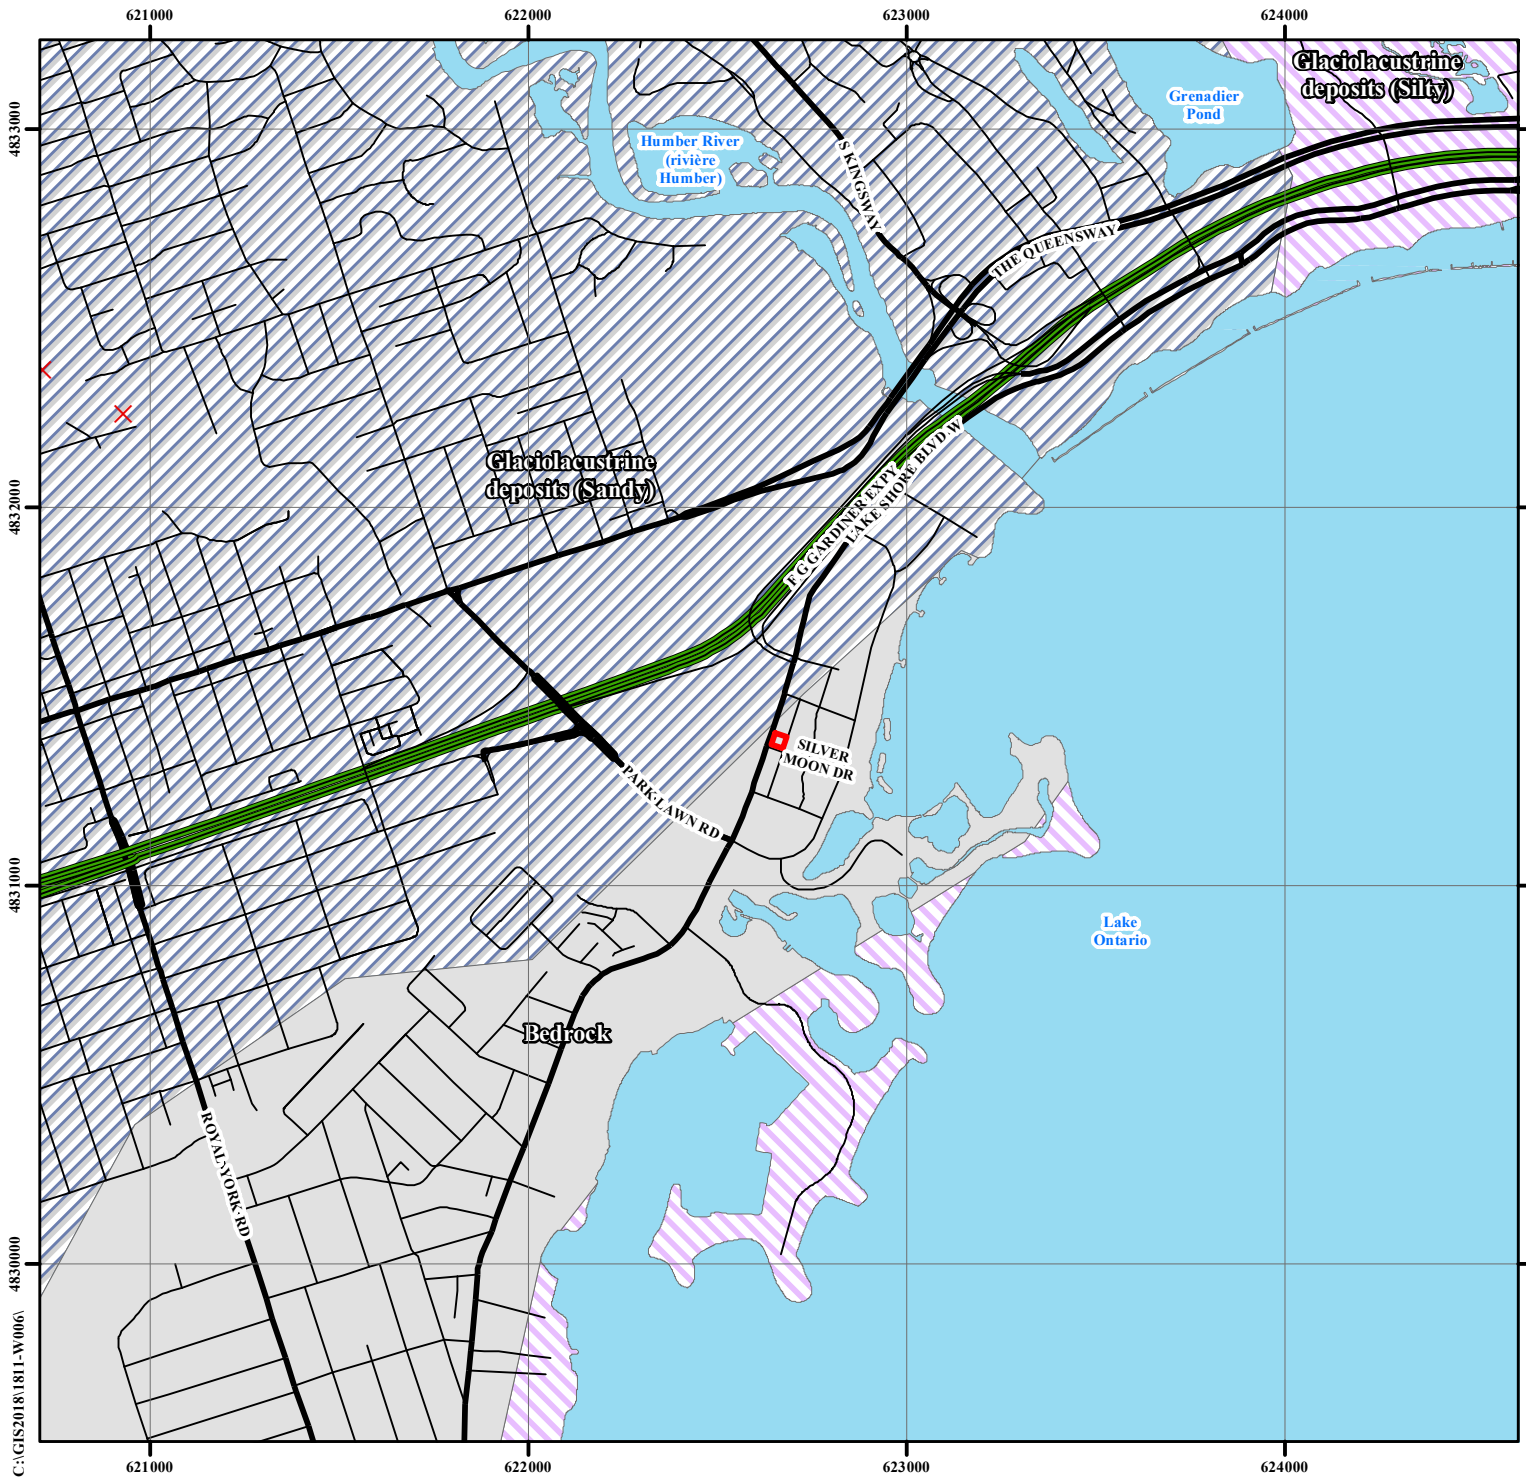 621000
622000
623000
624000
Glaciolacustrine
deposits (Silty)
Grenadier
Pond
4833000
Humber River
(rivière
Humber)
S KINGSWAY
THE QUEENSWAY
Glaciolacustrine
deposits (Sandy)
4832000
F G GARDINER EXPY
LAKE SHORE BLVD W
SILVER
MOON DR
PARK LAWN RD
4831000
Lake
Ontario
Bedrock
ROYAL YORK RD
4830000
C:\GIS2018\1811-W006\
621000
622000
623000
624000